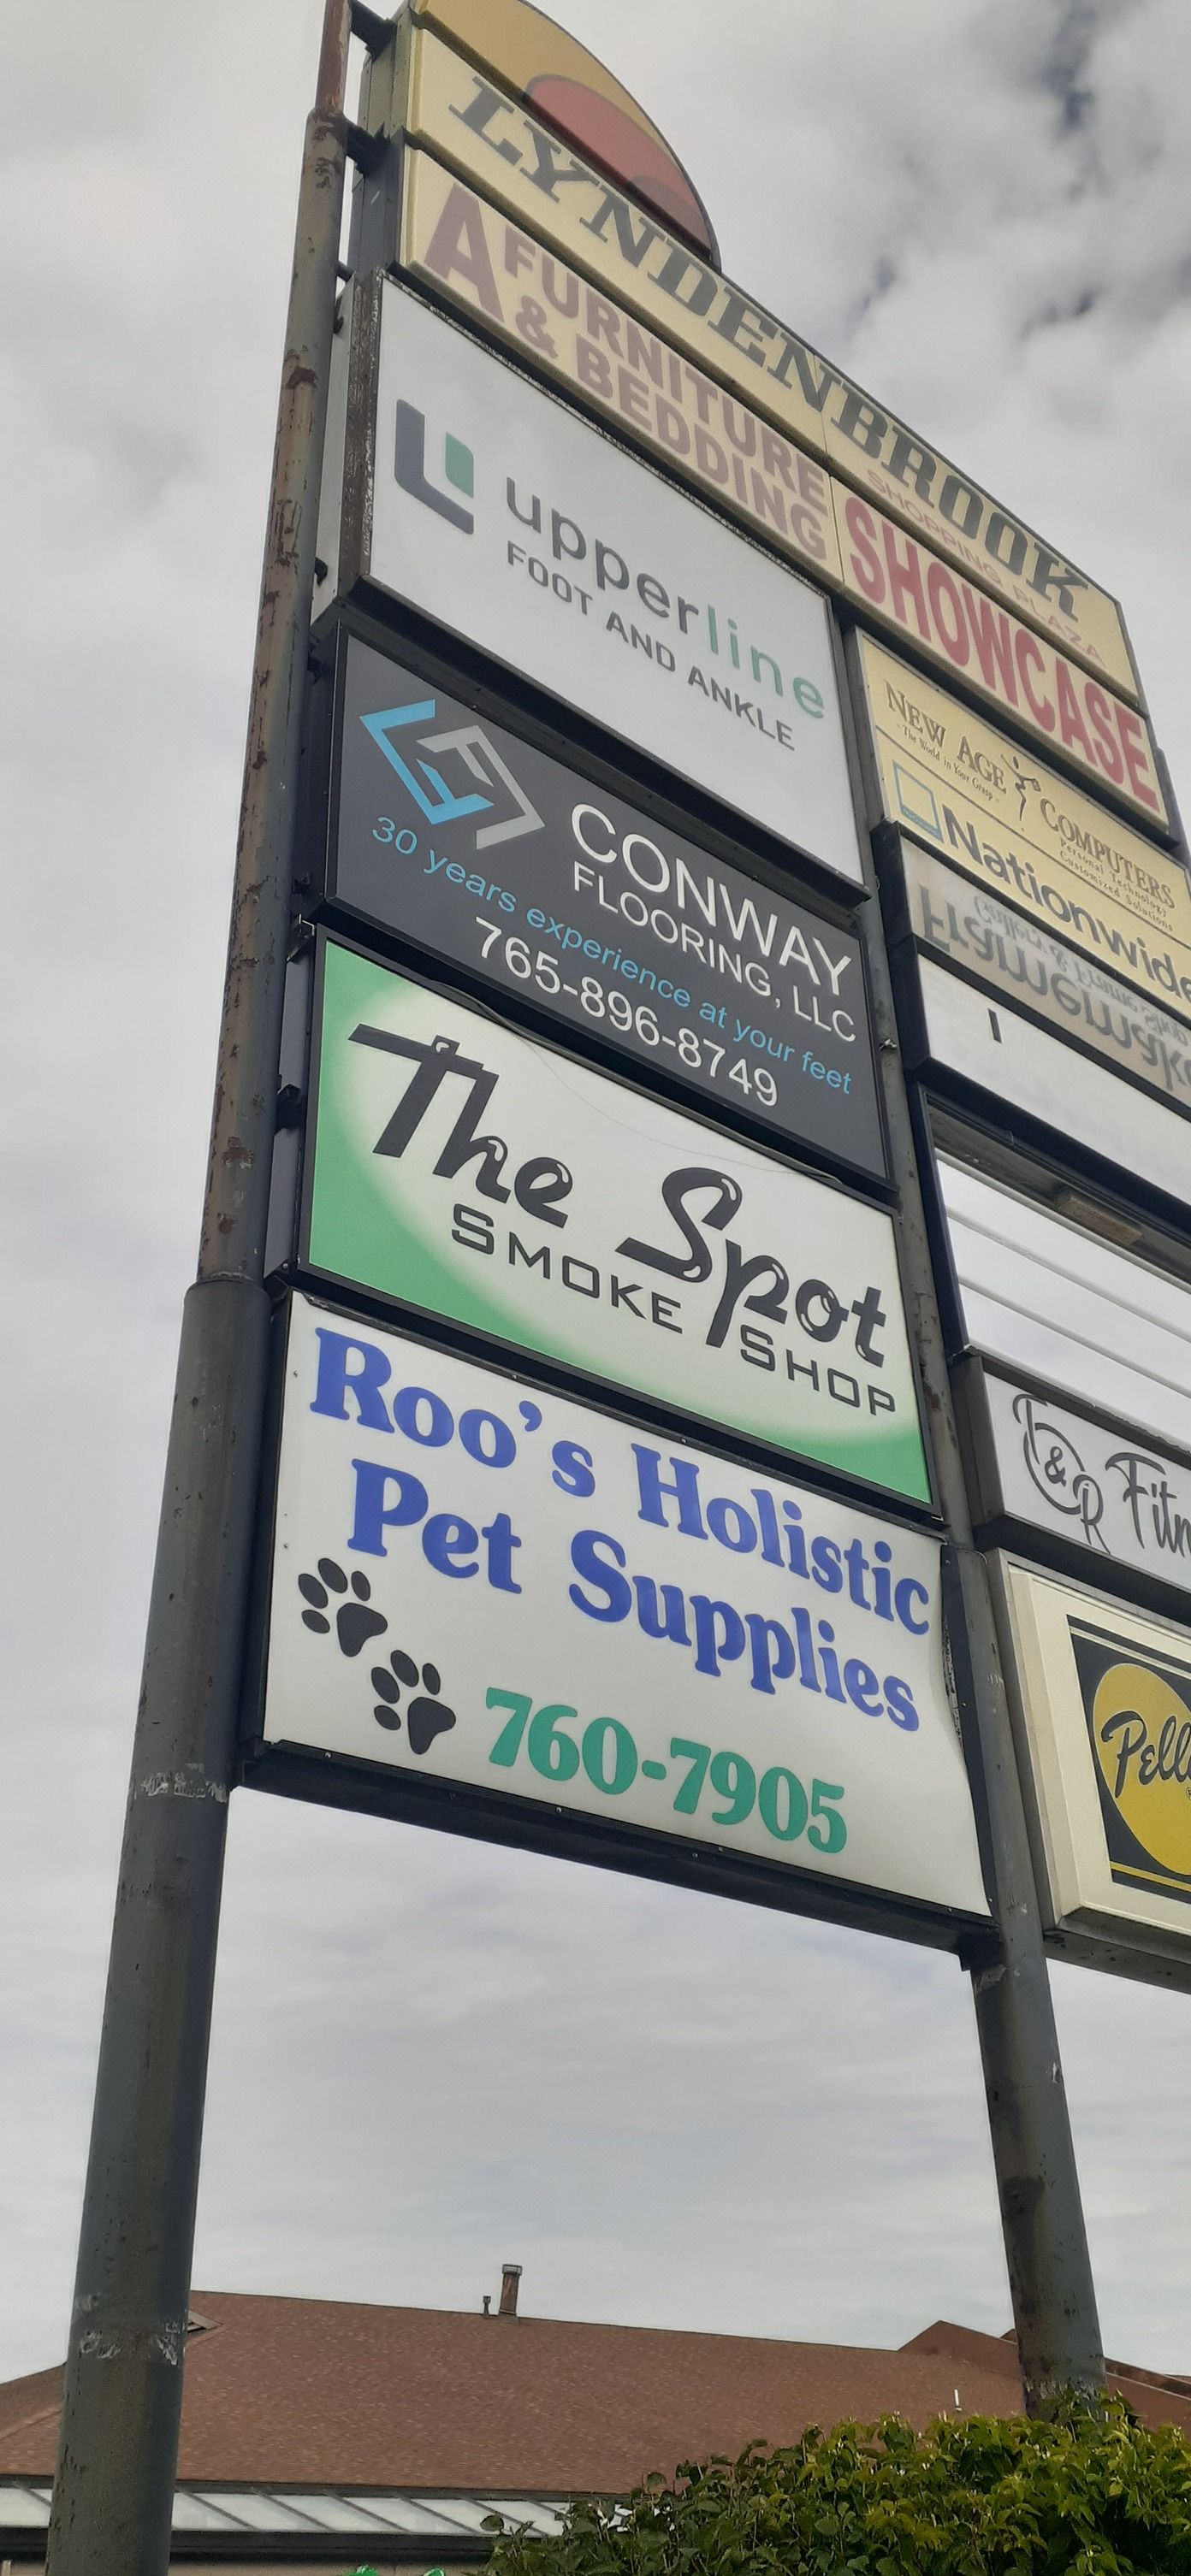 LYNDENBROOK
SHOPPING PLAZA
A FURNITURE
& BEDDING
SHOWCASE
upperline
FOOT AND ANKLE
CONWAY
FLOORING, LLC
30 years experience at your feet
765-896-8749
The Spot
SMOKE SHOP
Roo's Holistic
Pet Supplies
760-7905
NEW AGE COMPUTERS
- The World in Your Grasp -
Personal Technology
Customized Solutions
Nationwide
&
R
Fitn
Pell